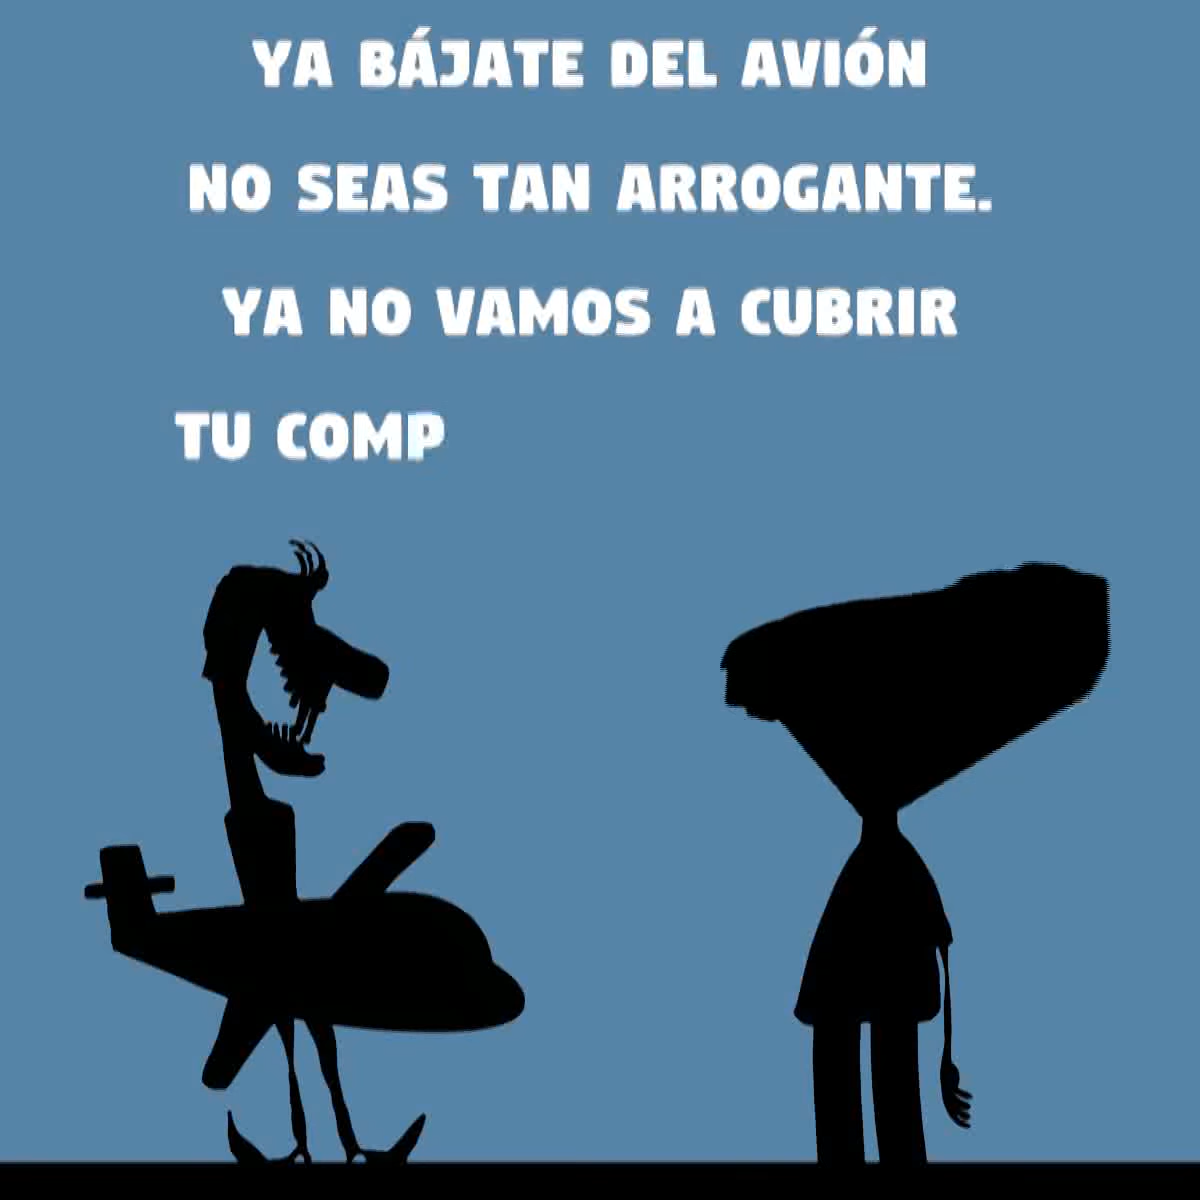 YA BÁJATE DEL AVIÓN
NO SEAS TAN ARROGANTE.
YA NO VAMOS A CUBRIR
TU COMP